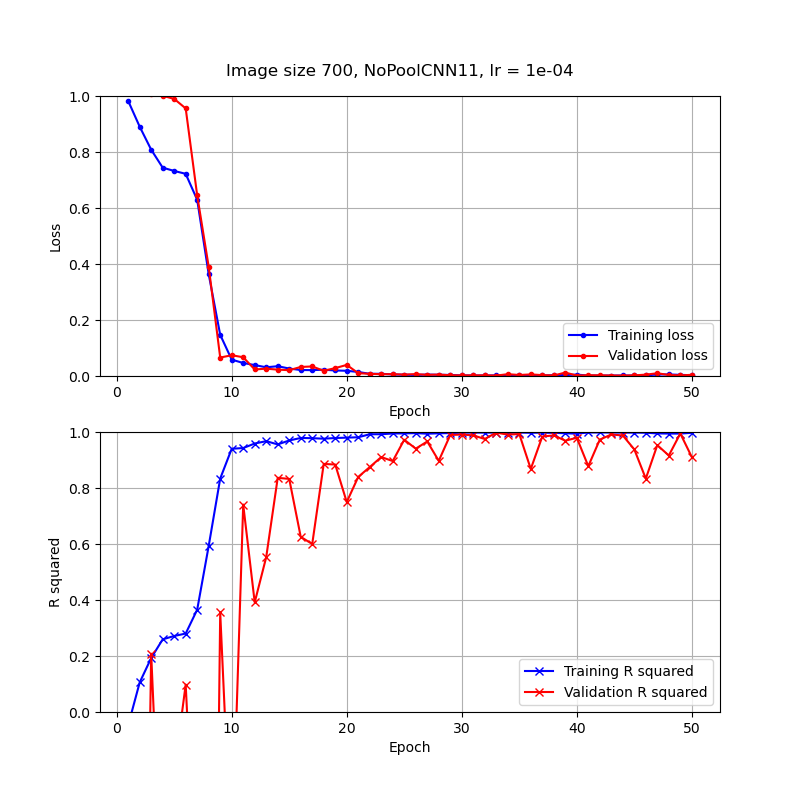 Image size 700, NoPoolCNN11, lr = 1e-04
1.0
0.8
0.6
0.4
0.2
0.0
Loss
Training loss
Validation loss
0 10 20 30 40 50
Epoch
1.0
0.8
0.6
0.4
0.2
0.0
R squared
Training R squared
Validation R squared
0 10 20 30 40 50
Epoch